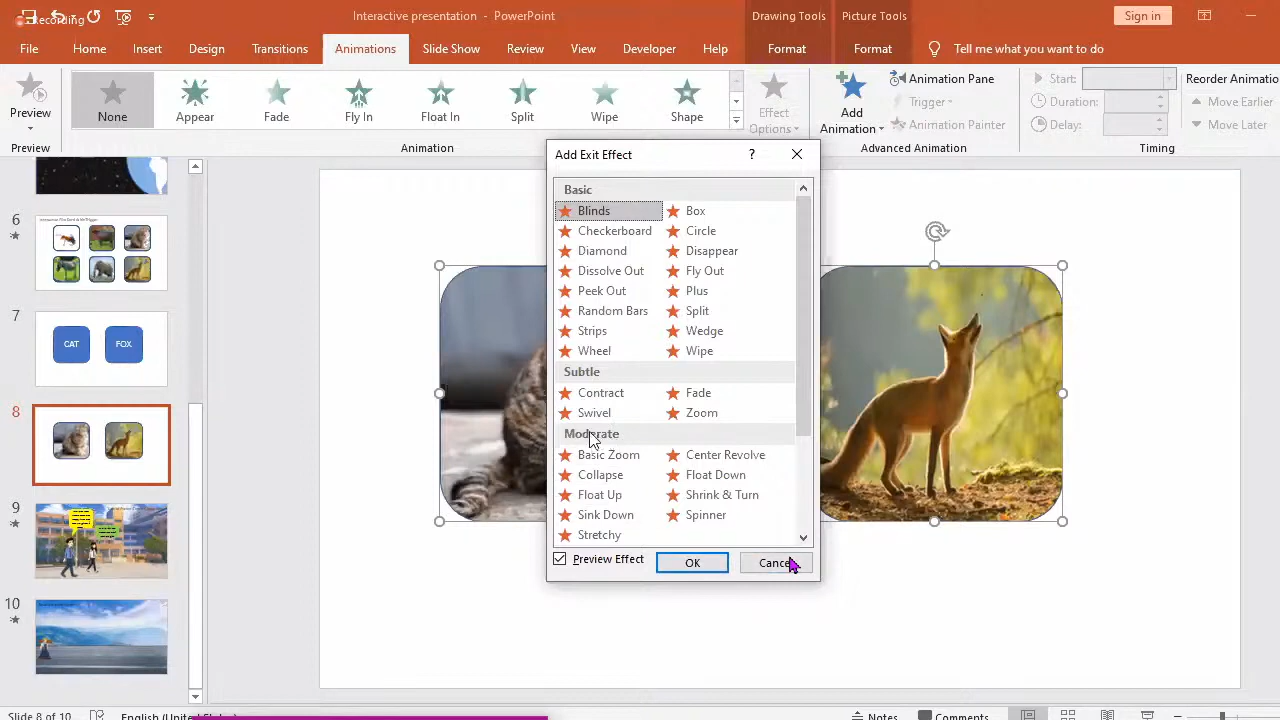 Recording
Interactive presentation - PowerPoint
Drawing Tools
Picture Tools
Sign in
File Home Insert Design Transitions Animations Slide Show Review View Developer Help Format Format Tell me what you want to do
Preview
None Appear Fade Fly In Float In Split Wipe Shape
Effect
Options
Add
Animation
Animation Pane
Trigger
Animation Painter
Start:
Duration:
Delay:
Reorder Animatio
Move Earlier
Move Later
Preview Animation Advanced Animation Timing
6
7
CAT FOX
8
9
10
Add Exit Effect
?
Basic
Blinds Box
Checkerboard Circle
Diamond Disappear
Dissolve Out Fly Out
Peek Out Plus
Random Bars Split
Strips Wedge
Wheel Wipe
Subtle
Contract Fade
Swivel Zoom
Moderate
Basic Zoom Center Revolve
Collapse Float Down
Float Up Shrink & Turn
Sink Down Spinner
Stretchy
Preview Effect OK Cancel
Slide 8 of 10 English (United States) Notes Comments